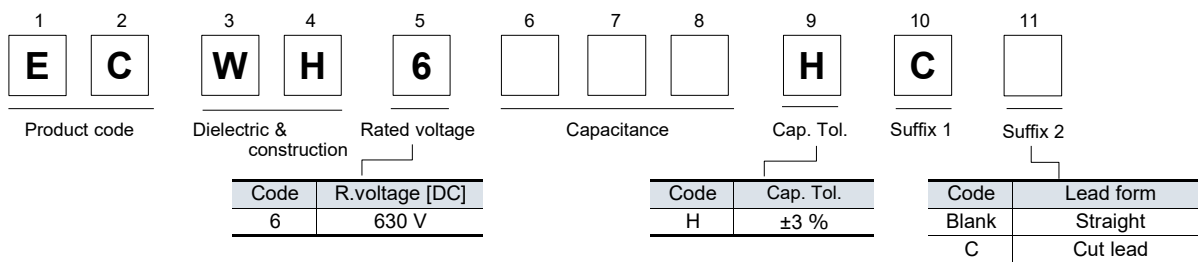 1 2 3 4 5 6 7 8 9 10 11
E C W H 6 H C
Product code Dielectric & construction Rated voltage Capacitance Cap. Tol. Suffix 1 Suffix 2
Code R.voltage [DC]
6 630 V
Code Cap. Tol.
H ±3 %
Code Lead form
Blank Straight
C Cut lead